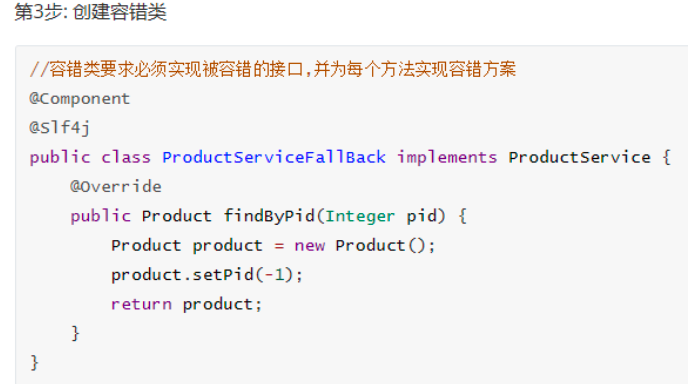 第3步: 创建容错类
//容错类要求必须实现被容错的接口,并为每个方法实现容错方案
@Component
@Slf4j
public class ProductServiceFallBack implements ProductService {
    @Override
    public Product findByPid(Integer pid) {
        Product product = new Product();
        product.setPid(-1);
        return product;
    }
}